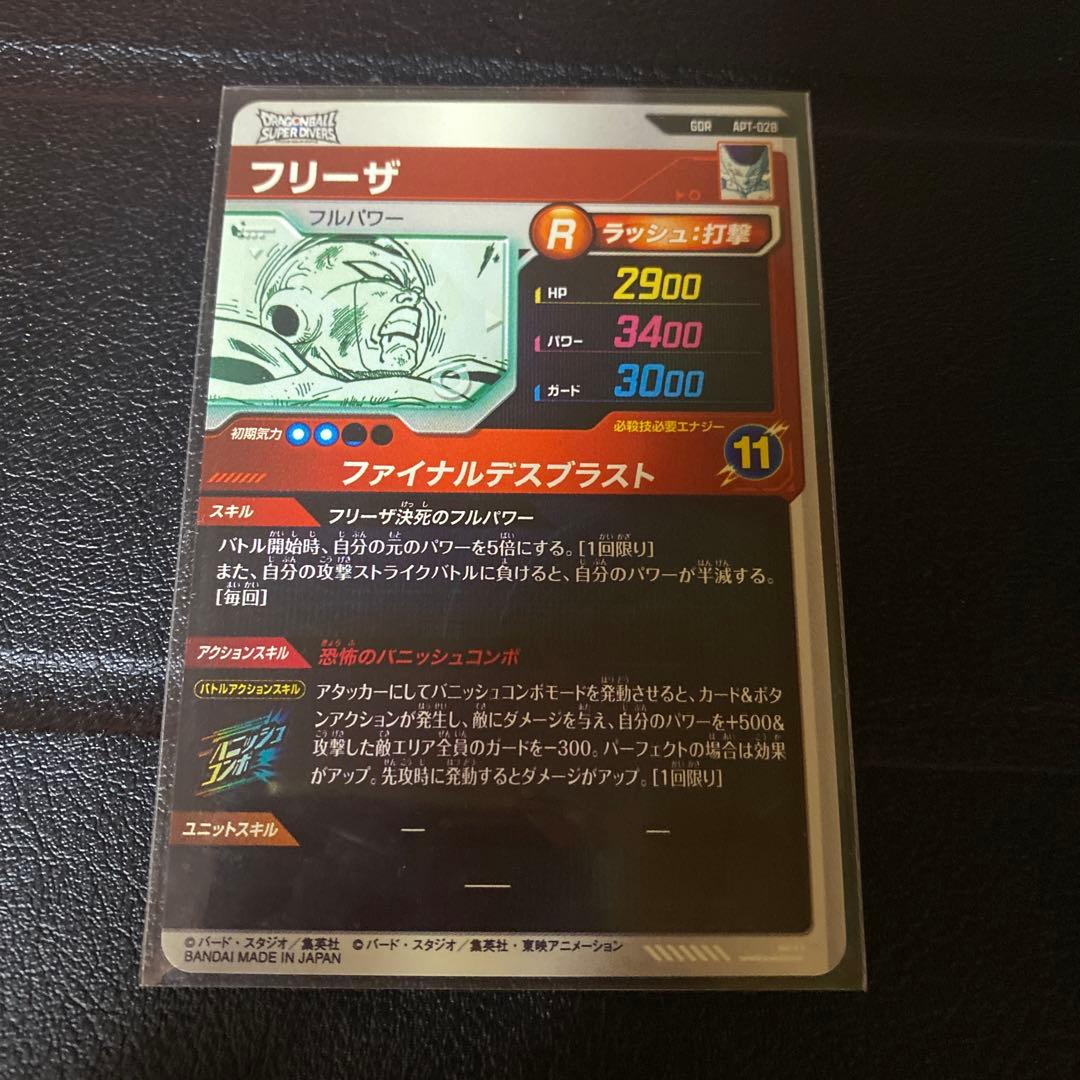 DRAGONBALL
SUPER DIVERS
GDR APT-028
フリーザ
フルパワー
R ラッシュ:打撃
HP 2900
パワー 3400
ガード 3000
初期気力
必殺技必要エナジー
11
ファイナルデスブラスト
スキル フリーザ決死のフルパワー
バトル開始時、自分の元のパワーを5倍にする。[1回限り]
また、自分の攻撃ストライクバトルに負けると、自分のパワーが半減する。
[毎回]
アクションスキル 恐怖のバニッシュコンボ
バトルアクションスキル
バニッシュ
コンボ
アタッカーにしてバニッシュコンボモードを発動させると、カード&ボタ
ンアクションが発生し、敵にダメージを与え、自分のパワーを+500&
攻撃した敵エリア全員のガードを-300。パーフェクトの場合は効果
がアップ。先攻時に発動するとダメージがアップ。[1回限り]
ユニットスキル ― ―
―
©バード・スタジオ/集英社 ©バード・スタジオ/集英社・東映アニメーション
BANDAI MADE IN JAPAN